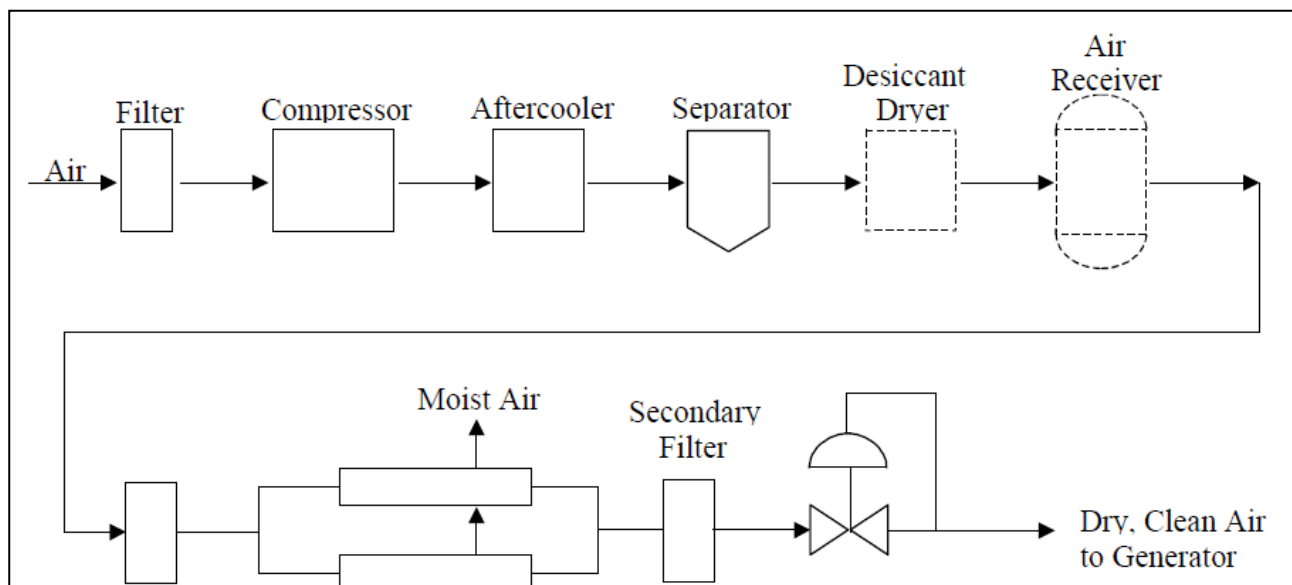 Filter
Compressor
Aftercooler
Separator
Desiccant
Dryer
Air
Receiver
Air
Moist Air
Secondary
Filter
Dry, Clean Air
to Generator